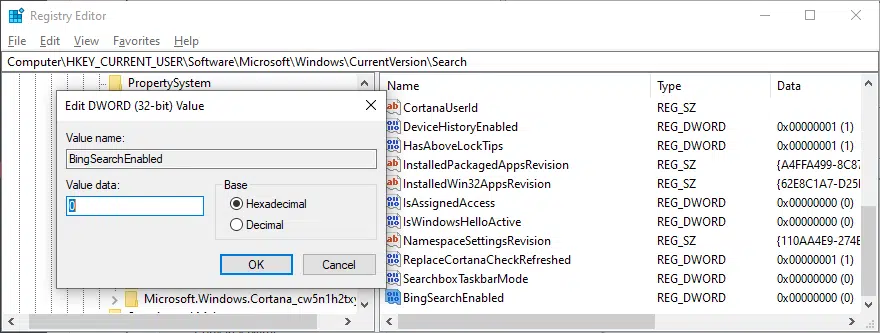 Registry Editor
File Edit View Favorites Help
Computer\HKEY_CURRENT_USER\Software\Microsoft\Windows\CurrentVersion\Search
PropertySystem
Edit DWORD (32-bit) Value
Value name:
BingSearchEnabled
Value data:
0
Base
Hexadecimal
Decimal
OK Cancel
Microsoft.Windows.Cortana_cw5n1h2txy
Name Type Data
CortanaUserId REG_SZ
DeviceHistoryEnabled REG_DWORD 0x00000001 (1)
HasAboveLockTips REG_DWORD 0x00000001 (1)
InstalledPackagedAppsRevision REG_SZ {A4FFA499-8C87
InstalledWin32AppsRevision REG_SZ {62E8C1A7-D25
IsAssignedAccess REG_DWORD 0x00000000 (0)
IsWindowsHelloActive REG_DWORD 0x00000000 (0)
NamespaceSettingsRevision REG_SZ {110AA4E9-274E
ReplaceCortanaCheckRefreshed REG_DWORD 0x00000001 (1)
SearchboxTaskbarMode REG_DWORD 0x00000000 (0)
BingSearchEnabled REG_DWORD 0x00000000 (0)